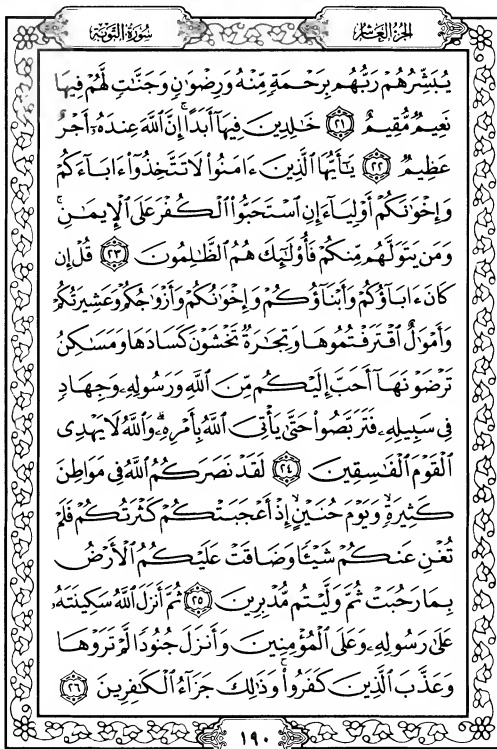 الجزء العاشر
سورة التوبة
يُبَشِّرُهُمْ رَبُّهُم بِرَحْمَةٍ مِّنْهُ وَرِضْوَٰنٍ وَجَنَّٰتٍ لَّهُمْ فِيهَا
نَعِيمٌ مُّقِيمٌ ﴿٢١﴾ خَٰلِدِينَ فِيهَآ أَبَدًا ۚ إِنَّ ٱللَّهَ عِندَهُۥٓ أَجْرٌ
عَظِيمٌ ﴿٢٢﴾ يَٰٓأَيُّهَا ٱلَّذِينَ ءَامَنُوا۟ لَا تَتَّخِذُوٓا۟ ءَابَآءَكُمْ
وَإِخْوَٰنَكُمْ أَوْلِيَآءَ إِنِ ٱسْتَحَبُّوا۟ ٱلْكُفْرَ عَلَى ٱلْإِيمَٰنِ ۚ
وَمَن يَتَوَلَّهُم مِّنكُمْ فَأُو۟لَٰٓئِكَ هُمُ ٱلظَّٰلِمُونَ ﴿٢٣﴾ قُلْ إِن
كَانَ ءَابَآؤُكُمْ وَأَبْنَآؤُكُمْ وَإِخْوَٰنُكُمْ وَأَزْوَٰجُكُمْ وَعَشِيرَتُكُمْ
وَأَمْوَٰلٌ ٱقْتَرَفْتُمُوهَا وَتِجَٰرَةٌ تَخْشَوْنَ كَسَادَهَا وَمَسَٰكِنُ
تَرْضَوْنَهَآ أَحَبَّ إِلَيْكُم مِّنَ ٱللَّهِ وَرَسُولِهِۦ وَجِهَادٍ
فِى سَبِيلِهِۦ فَتَرَبَّصُوا۟ حَتَّىٰ يَأْتِىَ ٱللَّهُ بِأَمْرِهِۦ ۗ وَٱللَّهُ لَا يَهْدِى
ٱلْقَوْمَ ٱلْفَٰسِقِينَ ﴿٢٤﴾ لَقَدْ نَصَرَكُمُ ٱللَّهُ فِى مَوَاطِنَ
كَثِيرَةٍ ۙ وَيَوْمَ حُنَيْنٍ ۙ إِذْ أَعْجَبَتْكُمْ كَثْرَتُكُمْ فَلَمْ
تُغْنِ عَنكُمْ شَيْـًٔا وَضَاقَتْ عَلَيْكُمُ ٱلْأَرْضُ
بِمَا رَحُبَتْ ثُمَّ وَلَّيْتُم مُّدْبِرِينَ ﴿٢٥﴾ ثُمَّ أَنزَلَ ٱللَّهُ سَكِينَتَهُۥ
عَلَىٰ رَسُولِهِۦ وَعَلَى ٱلْمُؤْمِنِينَ وَأَنزَلَ جُنُودًا لَّمْ تَرَوْهَا
وَعَذَّبَ ٱلَّذِينَ كَفَرُوا۟ ۚ وَذَٰلِكَ جَزَآءُ ٱلْكَٰفِرِينَ ﴿٢٦﴾
١٩٠